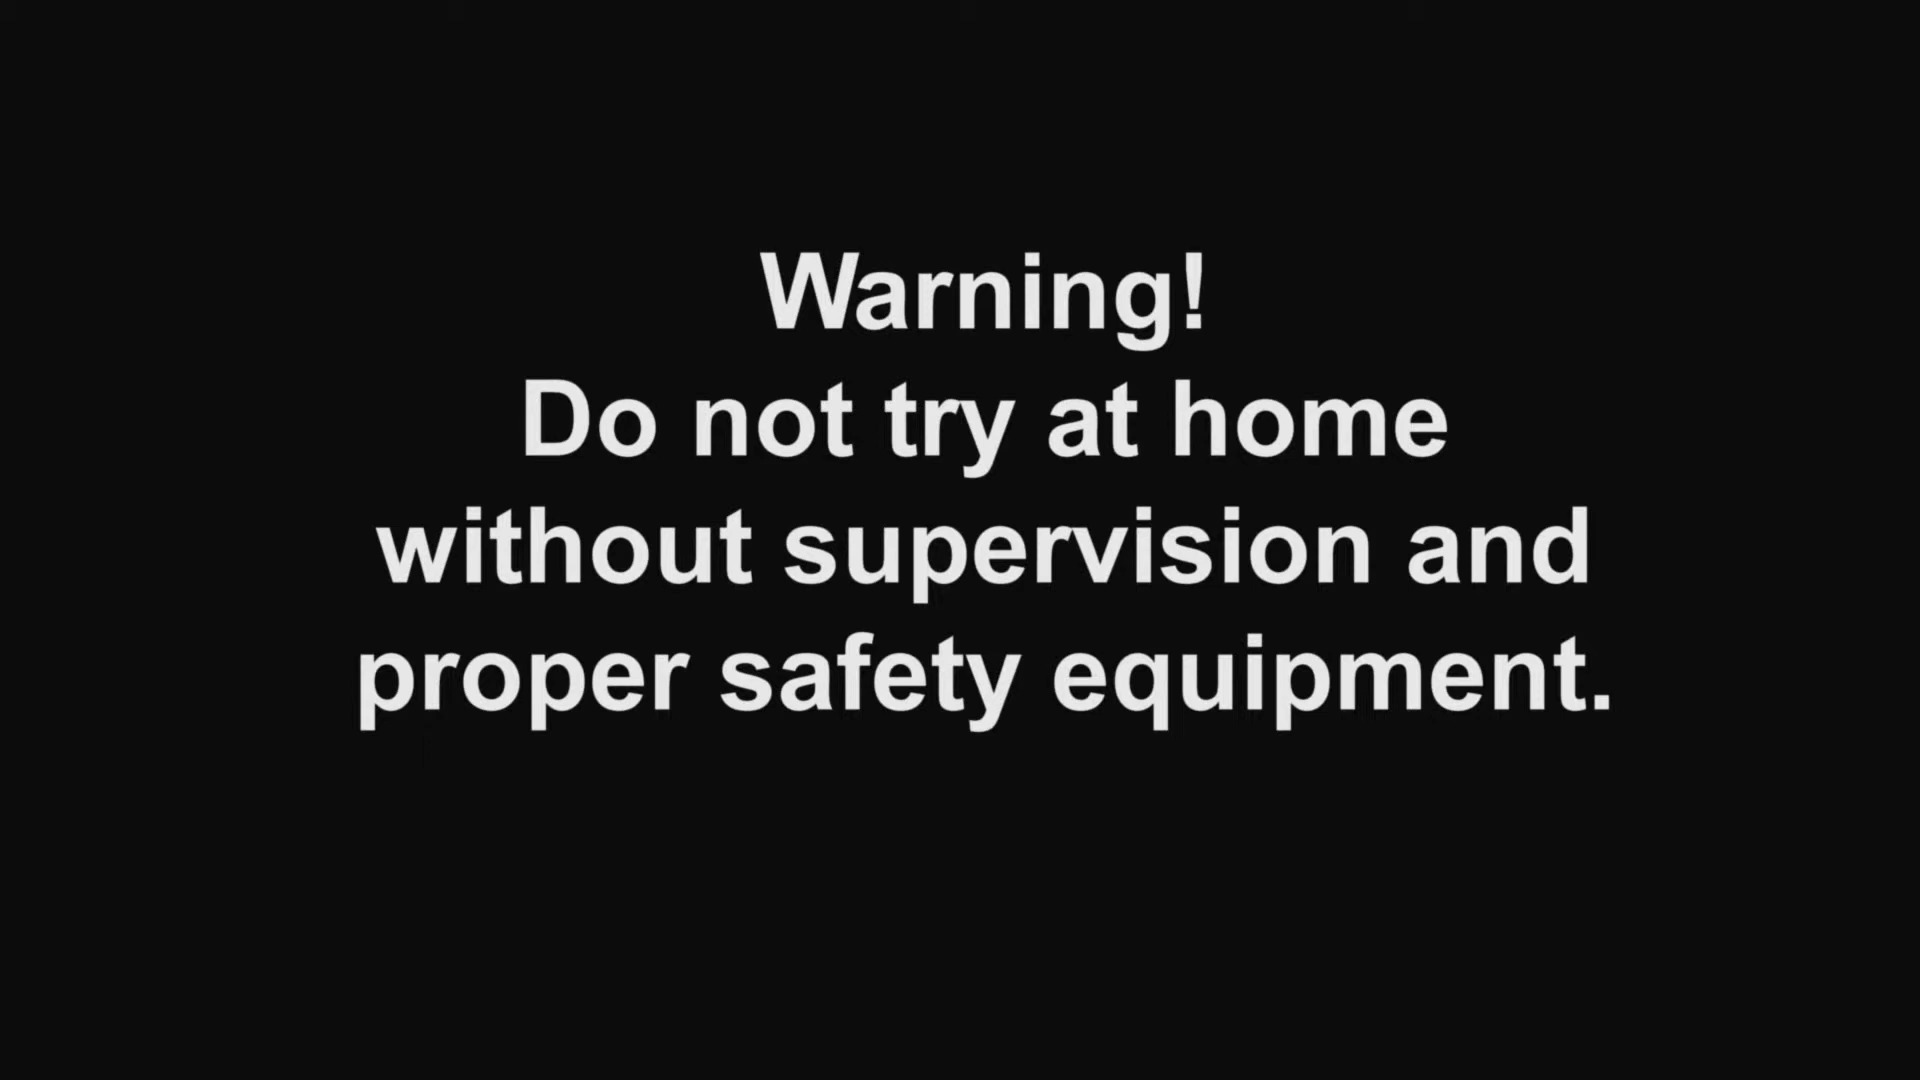 Warning!
Do not try at home
without supervision and
proper safety equipment.